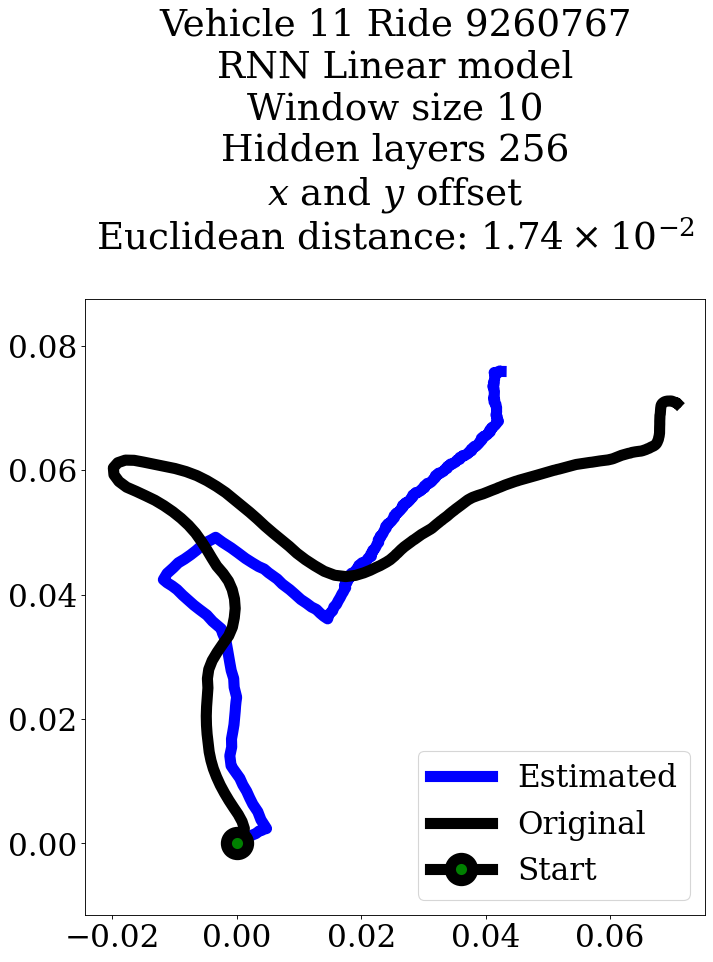 Vehicle 11 Ride 9260767
RNN Linear model
Window size 10
Hidden layers 256
x and y offset
Euclidean distance: 1.74 × 10⁻²
0.08
0.06
0.04
0.02
0.00
Estimated
Original
Start
−0.02 0.00 0.02 0.04 0.06